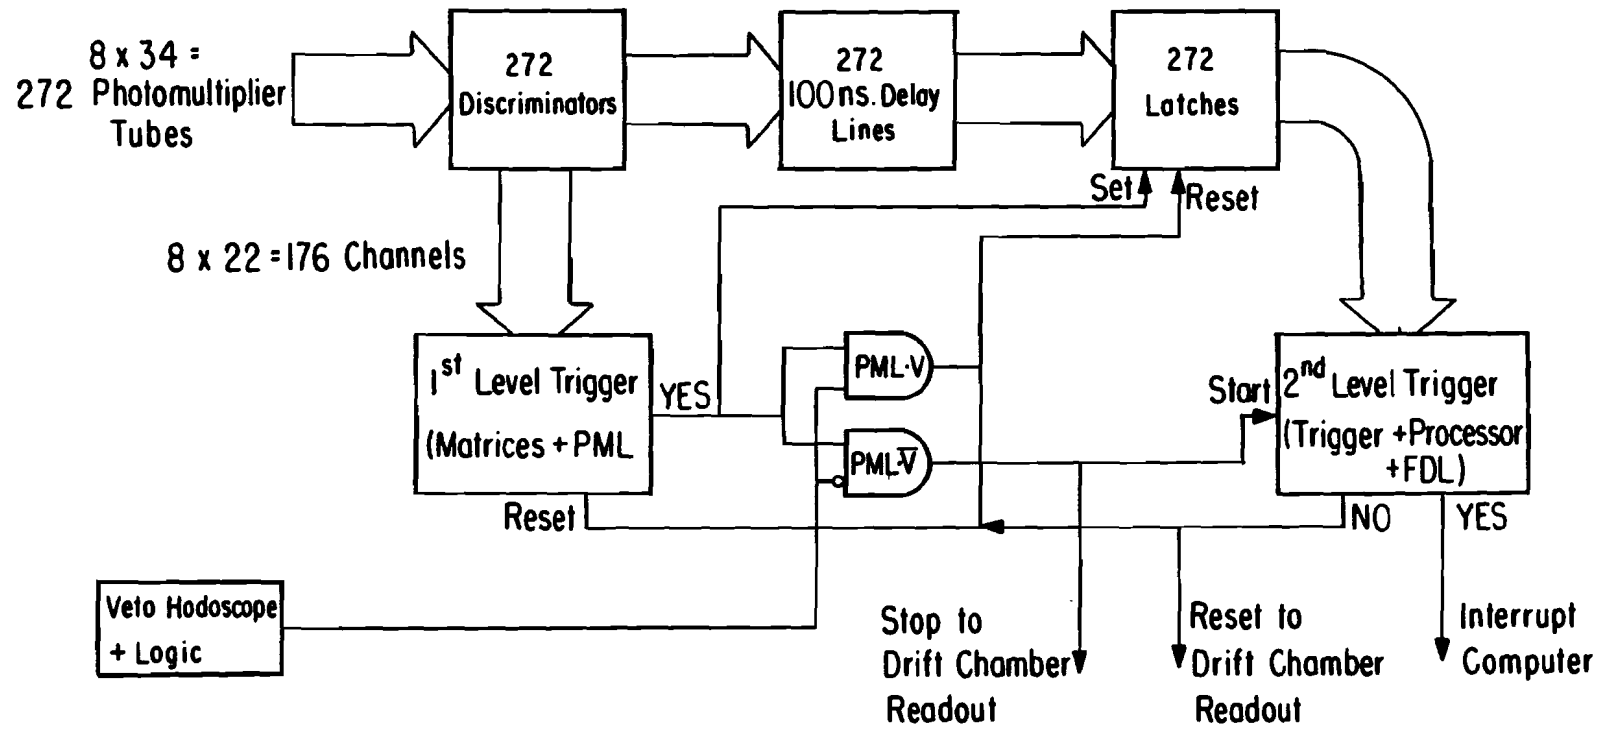 8 x 34 =
272 Photomultiplier
Tubes
272
Discriminators
272
100 ns. Delay
Lines
272
Latches
Set
Reset
8 x 22 = 176 Channels
1st Level Trigger
(Matrices + PML
YES
Reset
PML·V
PML·V̅
Start
2nd Level Trigger
(Trigger + Processor
+ FDL)
NO
YES
Veto Hodoscope
+ Logic
Stop to
Drift Chamber
Readout
Reset to
Drift Chamber
Readout
Interrupt
Computer